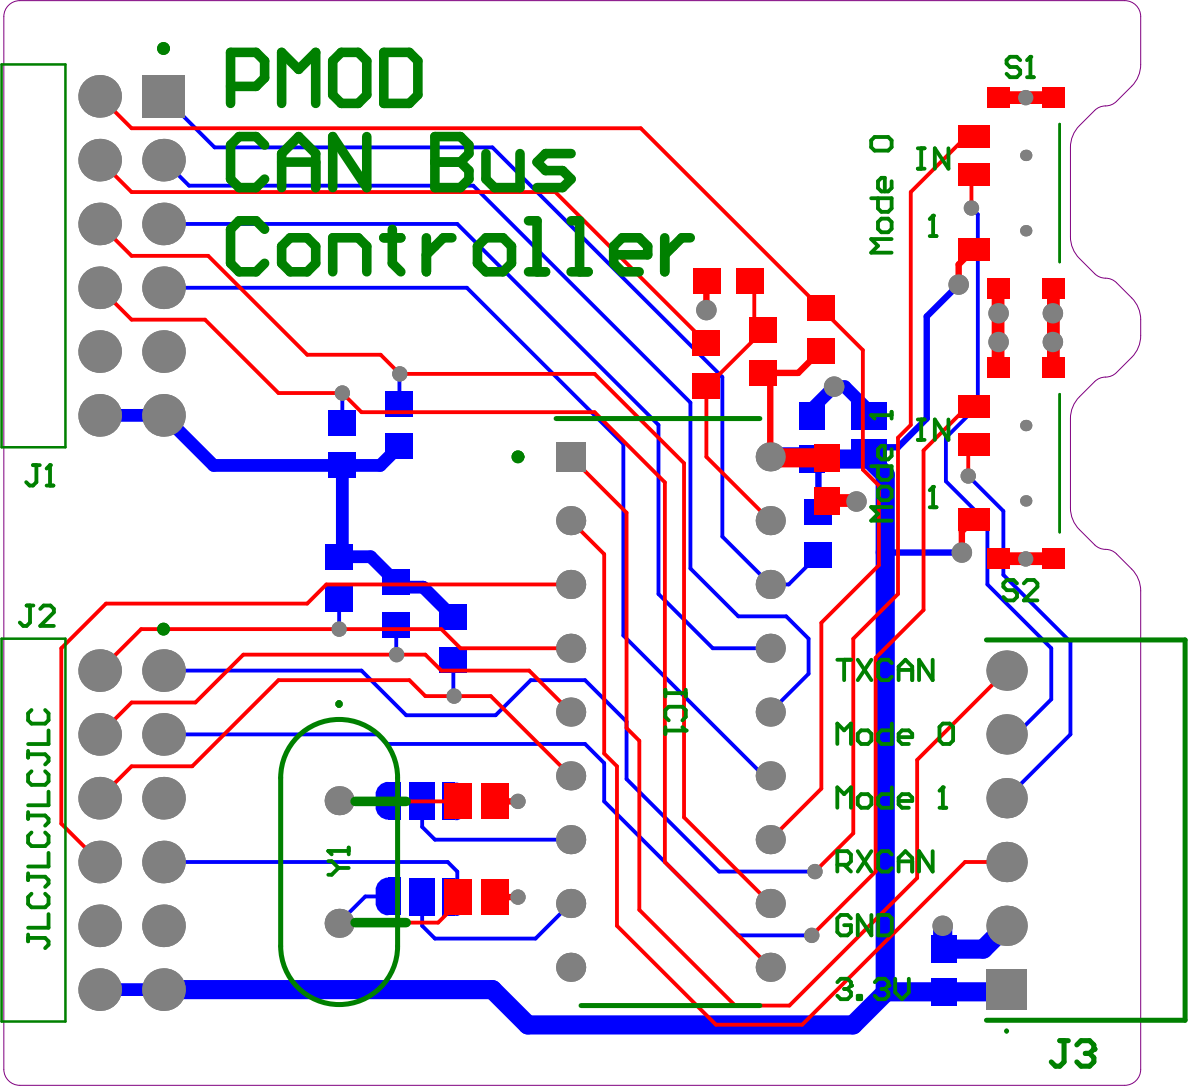 PMOD
CAN Bus
Controller
S1
Mode 0
IN
1
J1
Mode 1
IN
1
S2
J2
IC1
TXCAN
Mode 0
Mode 1
RXCAN
GND
3.3V
JLCJLCJLCJLC
Y1
J3